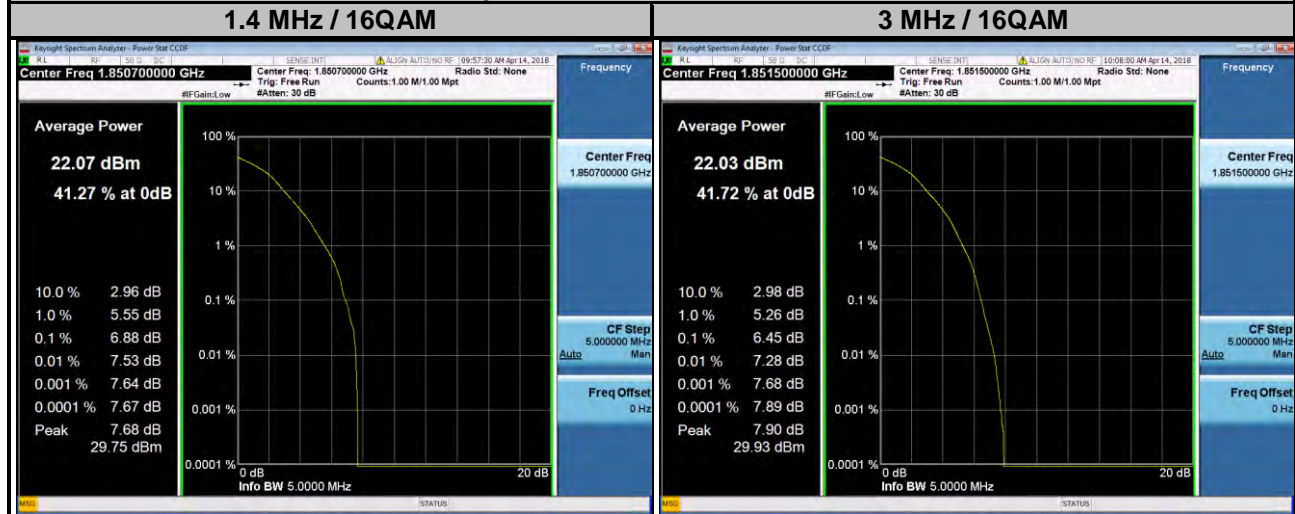 1.4 MHz / 16QAM
Keysight Spectrum Analyzer - Power Stat CCDF
RL RF 50 Ω DC SENSE:INT ALIGN AUTO/NO RF 09:57:30 AM Apr 14, 2018
Center Freq 1.850700000 GHz
Center Freq: 1.850700000 GHz Radio Std: None
Trig: Free Run Counts:1.00 M/1.00 Mpt
#IFGain:Low #Atten: 30 dB
Frequency
Average Power
22.07 dBm
41.27 % at 0dB
10.0 % 2.96 dB
1.0 % 5.55 dB
0.1 % 6.88 dB
0.01 % 7.53 dB
0.001 % 7.64 dB
0.0001 % 7.67 dB
Peak 7.68 dB
29.75 dBm
100 %
10 %
1 %
0.1 %
0.01 %
0.001 %
0.0001 %
0 dB 20 dB
Info BW 5.0000 MHz
Center Freq
1.850700000 GHz
CF Step
5.000000 MHz
Auto Man
Freq Offset
0 Hz
MSG STATUS
3 MHz / 16QAM
Keysight Spectrum Analyzer - Power Stat CCDF
RL RF 50 Ω DC SENSE:INT ALIGN AUTO/NO RF 10:08:00 AM Apr 14, 2018
Center Freq 1.851500000 GHz
Center Freq: 1.851500000 GHz Radio Std: None
Trig: Free Run Counts:1.00 M/1.00 Mpt
#IFGain:Low #Atten: 30 dB
Frequency
Average Power
22.03 dBm
41.72 % at 0dB
10.0 % 2.98 dB
1.0 % 5.26 dB
0.1 % 6.45 dB
0.01 % 7.28 dB
0.001 % 7.68 dB
0.0001 % 7.89 dB
Peak 7.90 dB
29.93 dBm
100 %
10 %
1 %
0.1 %
0.01 %
0.001 %
0.0001 %
0 dB 20 dB
Info BW 5.0000 MHz
Center Freq
1.851500000 GHz
CF Step
5.000000 MHz
Auto Man
Freq Offset
0 Hz
MSG STATUS